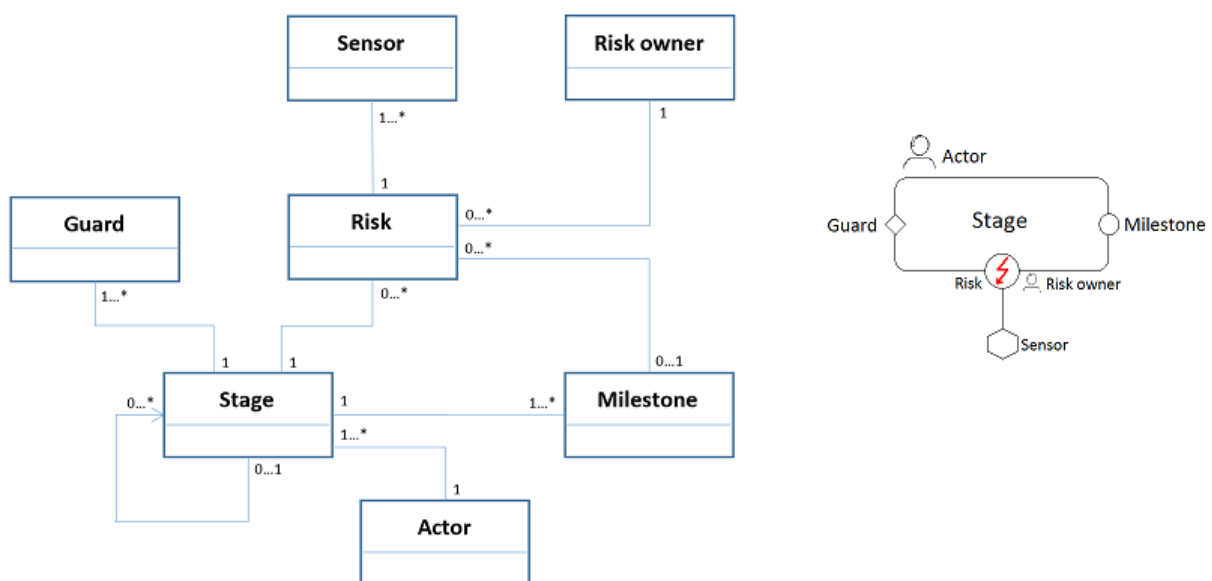 Sensor
Risk owner
1...*
1
1
Guard
Risk
0...*
0...*
1...*
0...*
1
1
0...1
0...*
Stage
1
1...*
Milestone
1...*
0...1
1
Actor
Actor
Guard
Stage
Milestone
Risk
Risk owner
Sensor